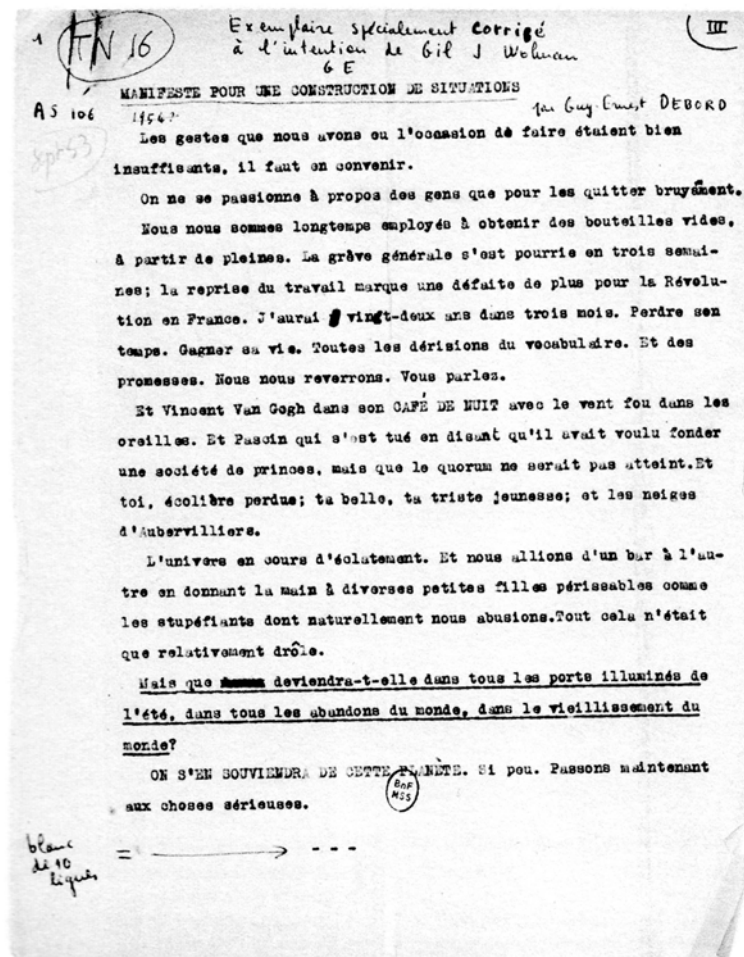 1
TN 16
Exemplaire spécialement corrigé
à l'intention de Gil J Wolman
G E
III
MANIFESTE POUR UNE CONSTRUCTION DE SITUATIONS
AS 106
par Guy-Ernest DEBORD
sept 53
Les gestes que nous avons eu l'occasion de faire étaient bien
insuffisants, il faut en convenir.
On ne se passionne à propos des gens que pour les quitter bruyamment.
Nous nous sommes longtemps employés à obtenir des bouteilles vides,
à partir de pleines. La grève générale s'est pourrie en trois semai-
nes; la reprise du travail marque une défaite de plus pour la Révolu-
tion en France. J'aurai vingt-deux ans dans trois mois. Perdre son
temps. Gagner sa vie. Toutes les dérisions du vocabulaire. Et des
promesses. Nous nous reverrons. Vous parlez.
Et Vincent Van Gogh dans son CAFÉ DE NUIT avec le vent fou dans les
oreilles. Et Pascin qui s'est tué en disant qu'il avait voulu fonder
une société de princes, mais que le quorum ne serait pas atteint.Et
toi, écolière perdue; ta belle, ta triste jeunesse; et les neiges
d'Aubervilliers.
L'univers en cours d'éclatement. Et nous allions d'un bar à l'au-
tre en donnant la main à diverses petites filles périssables comme
les stupéfiants dont naturellement nous abusions.Tout cela n'était
que relativement drôle.
Mais que deviendra-t-elle dans tous les ports illuminés de
l'été, dans tous les abandons du monde, dans le vieillissement du
monde?
ON S'EN SOUVIENDRA DE CETTE PLANÈTE. Si peu. Passons maintenant
aux choses sérieuses.
BnF
MSS
blanc
de 10
lignes
= ---